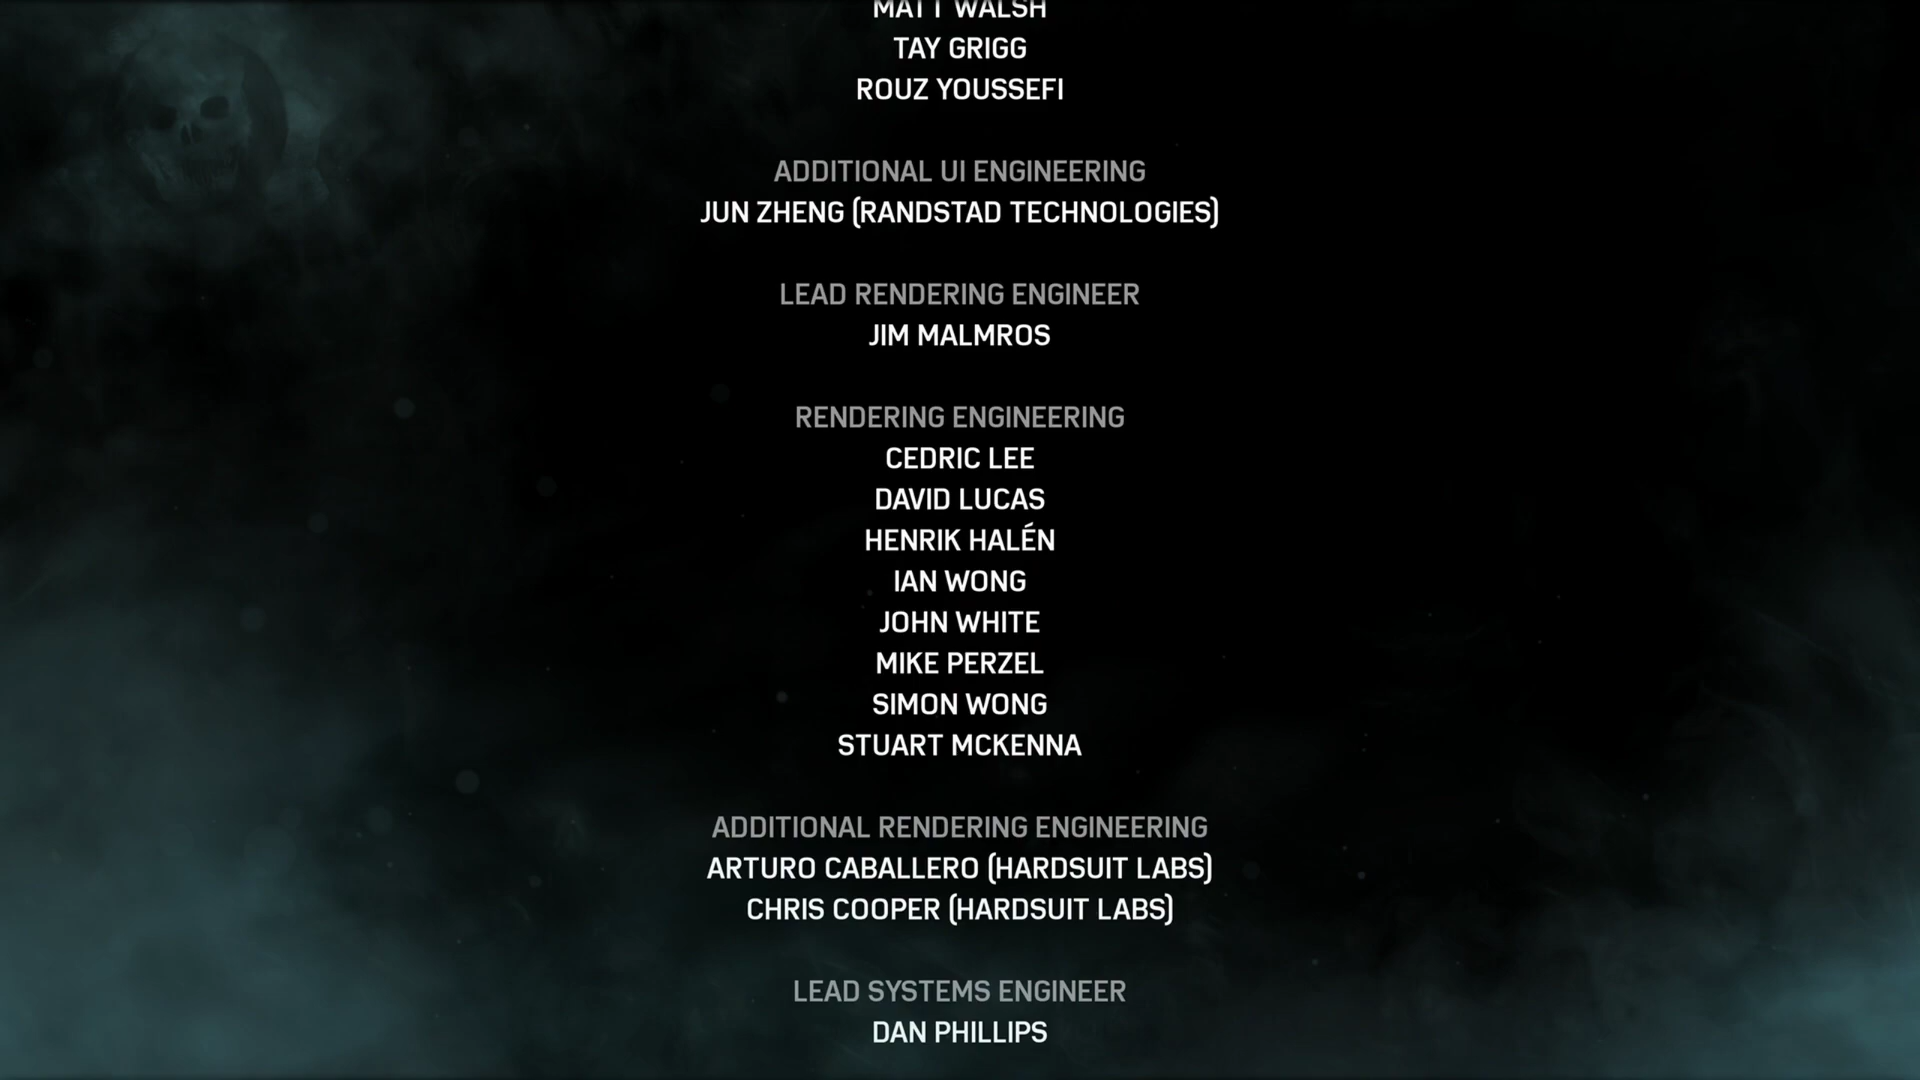 MATT WALSH
TAY GRIGG
ROUZ YOUSSEFI
ADDITIONAL UI ENGINEERING
JUN ZHENG (RANDSTAD TECHNOLOGIES)
LEAD RENDERING ENGINEER
JIM MALMROS
RENDERING ENGINEERING
CEDRIC LEE
DAVID LUCAS
HENRIK HALÉN
IAN WONG
JOHN WHITE
MIKE PERZEL
SIMON WONG
STUART MCKENNA
ADDITIONAL RENDERING ENGINEERING
ARTURO CABALLERO (HARDSUIT LABS)
CHRIS COOPER (HARDSUIT LABS)
LEAD SYSTEMS ENGINEER
DAN PHILLIPS